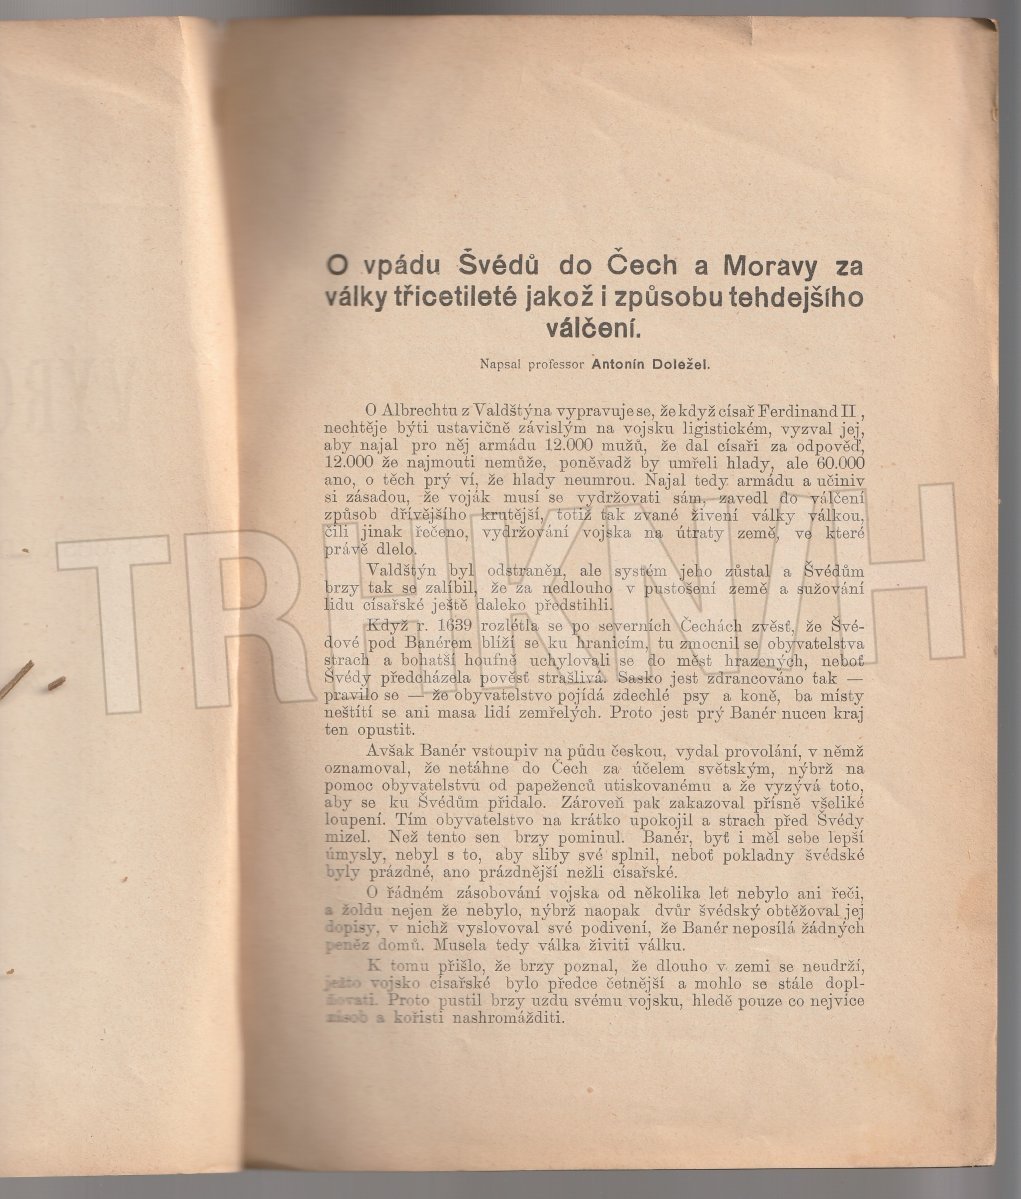 O vpádu Švédů do Čech a Moravy za
války třicetileté jakož i způsobu tehdejšího
válčení.
Napsal professor Antonín Doležel.
O Albrechtu z Valdštýna vypravuje se, že když císař Ferdinand II,
nechtěje býti ustavičně závislým na vojsku ligistickém, vyzval jej,
aby najal pro něj armádu 12.000 mužů, že dal císaři za odpověď,
12.000 že najmouti nemůže, poněvadž by umřeli hlady, ale 60.000
ano, o těch prý ví, že hlady neumrou. Najal tedy armádu a učiniv
si zásadou, že voják musí se vydržovati sám, zavedl do válčení
způsob dřívějšího krutější, totiž tak zvané živení války válkou,
čili jinak řečeno, vydržování vojska na útraty země, ve které
právě dlelo.
Valdštýn byl odstraněn, ale systém jeho zůstal a Švédům
brzy tak se zalíbil, že za nedlouho v pustošení země a sužování
lidu císařské ještě daleko předstihli.
Když r. 1639 rozlétla se po severních Čechách zvěsť, že Své-
dové pod Banérem blíží se ku hranicím, tu zmocnil se obyvatelstva
strach a bohatší houfně uchylovali se do měst hrazených, neboť
Švédy předcházela pověsť strašlivá. Sasko jest zdrancováno tak —
pravilo se — že obyvatelstvo pojídá zdechlé psy a koně, ba místy
neštítí se ani masa lidí zemřelých. Proto jest prý Banér nucen kraj
ten opustit.
Avšak Banér vstoupiv na půdu českou, vydal provolání, v němž
oznamoval, že netáhne do Čech za účelem světským, nýbrž na
pomoc obyvatelstvu od papeženců utiskovanému a že vyzývá toto,
aby se ku Švédům přidalo. Zároveň pak zakazoval přísně všeliké
loupení. Tím obyvatelstvo na krátko upokojil a strach před Švédy
mizel. Než tento sen brzy pominul. Banér, byť i měl sebe lepší
úmysly, nebyl s to, aby sliby své splnil, neboť pokladny švédské
byly prázdné, ano prázdnější nežli císařské.
O řádném zásobování vojska od několika let nebylo ani řeči,
a žoldu nejen že nebylo, nýbrž naopak dvůr švédský obtěžoval jej
dopisy, v nichž vyslovoval své podivení, že Banér neposílá žádných
peněz domů. Musela tedy válka živiti válku.
K tomu přišlo, že brzy poznal, že dlouho v zemi se neudrží,
ježto vojsko císařské bylo předce četnější a mohlo se stále dopl-
ňovati. Proto pustil brzy uzdu svému vojsku, hledě pouze co nejvíce
zásob a kořisti nashromážditi.
TRHKNIH